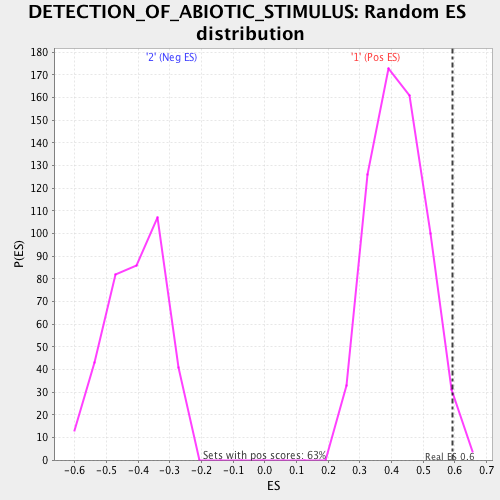 DETECTION_OF_ABIOTIC_STIMULUS: Random ES
distribution
'2' (Neg ES)
'1' (Pos ES)
P(ES)
180
170
160
150
140
130
120
110
100
90
80
70
60
50
40
30
20
10
0
Sets with pos scores: 63%
Real ES 0.6
-0.6 -0.5 -0.4 -0.3 -0.2 -0.1 0.0 0.1 0.2 0.3 0.4 0.5 0.6 0.7
ES